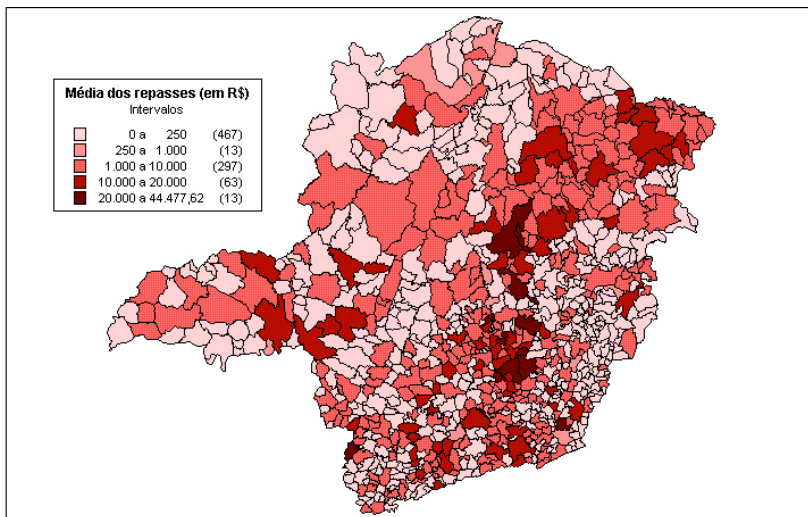 Média dos repasses (em R$)
Intervalos
0 a 250 (467)
250 a 1.000 (13)
1.000 a 10.000 (297)
10.000 a 20.000 (63)
20.000 a 44.477,62 (13)